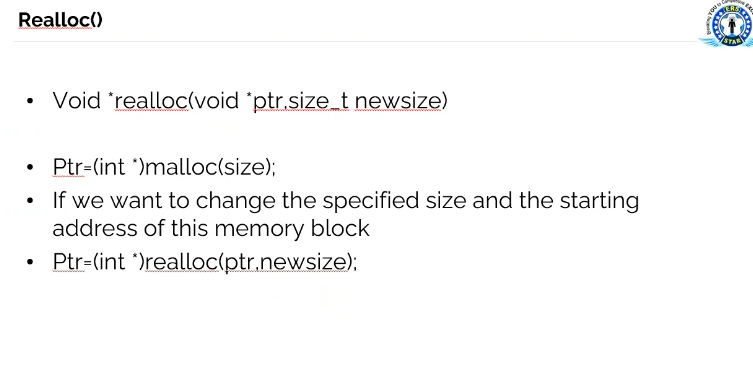 Realloc()
• Void *realloc(void *ptr,size_t newsize)
• Ptr=(int *)malloc(size);
• If we want to change the specified size and the starting
address of this memory block
• Ptr=(int *)realloc(ptr,newsize);